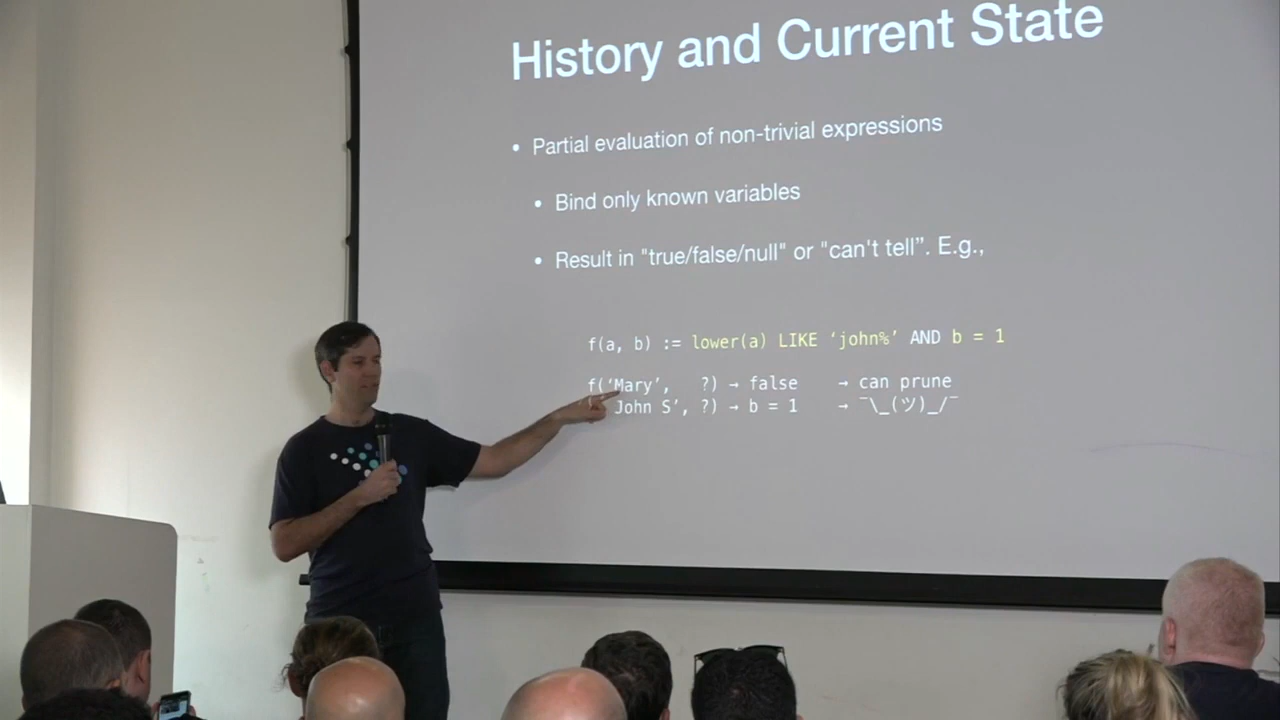 History and Current State
• Partial evaluation of non-trivial expressions
• Bind only known variables
• Result in "true/false/null" or "can't tell”. E.g.,
f(a, b) := lower(a) LIKE ‘john%’ AND b = 1
f(‘Mary’, ?) → false → can prune
John S’, ?) → b = 1 → ¯\_(ツ)_/¯